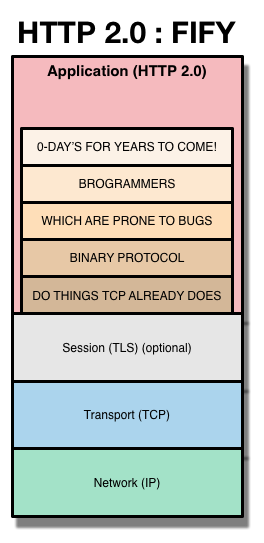 HTTP 2.0 : FIFY
Application (HTTP 2.0)
0-DAY'S FOR YEARS TO COME!
BROGRAMMERS
WHICH ARE PRONE TO BUGS
BINARY PROTOCOL
DO THINGS TCP ALREADY DOES
Session (TLS) (optional)
Transport (TCP)
Network (IP)